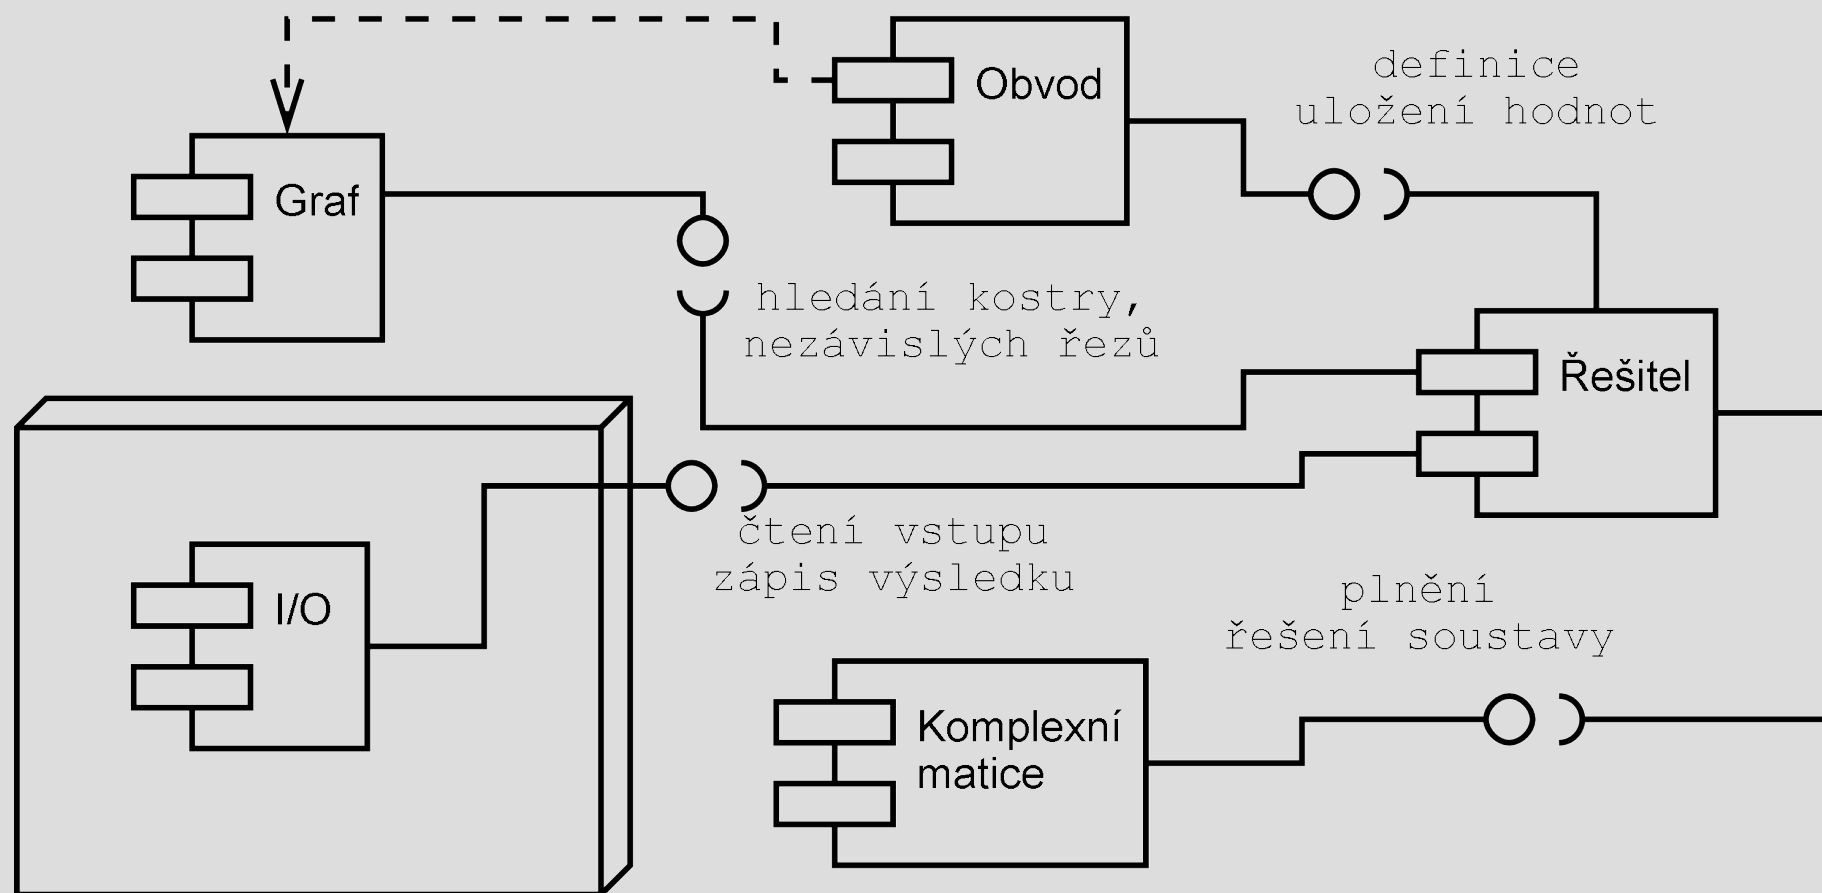 Obvod
definice
uložení hodnot
Graf
hledání kostry,
nezávislých řezů
Řešitel
čtení vstupu
zápis výsledku
I/O
plnění
řešení soustavy
Komplexní
matice